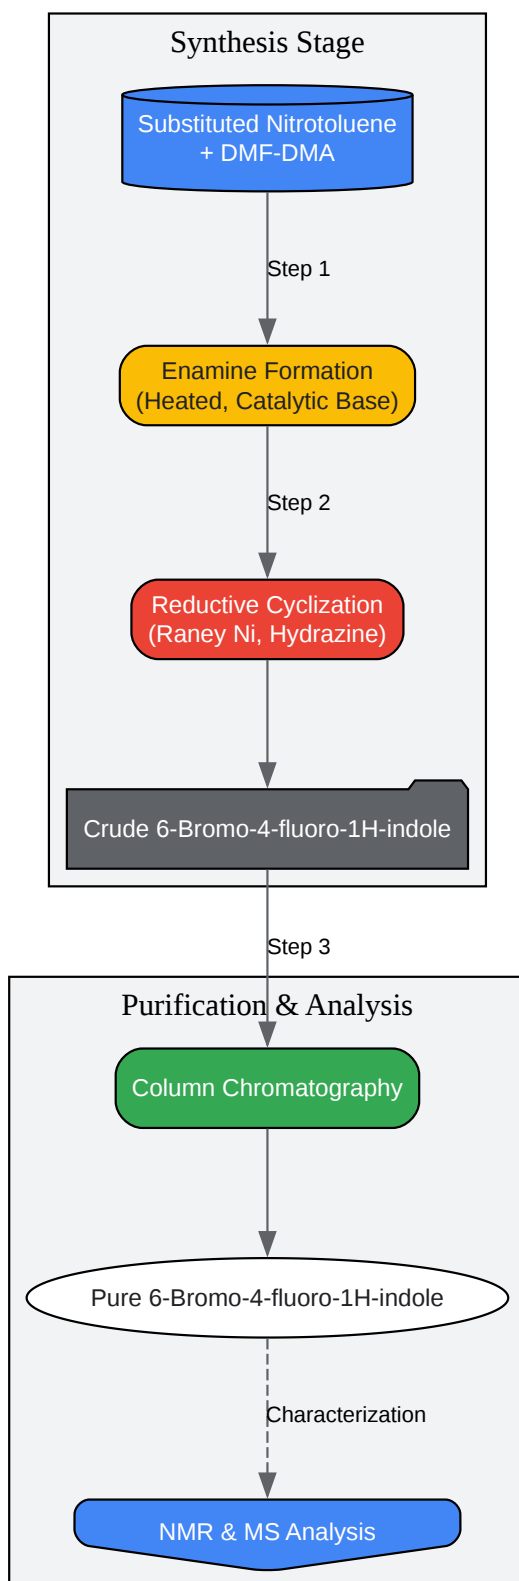 Synthesis Stage
Substituted Nitrotoluene
+ DMF-DMA
Step 1
Enamine Formation
(Heated, Catalytic Base)
Step 2
Reductive Cyclization
(Raney Ni, Hydrazine)
Crude 6-Bromo-4-fluoro-1H-indole
Step 3
Purification & Analysis
Column Chromatography
Pure 6-Bromo-4-fluoro-1H-indole
Characterization
NMR & MS Analysis